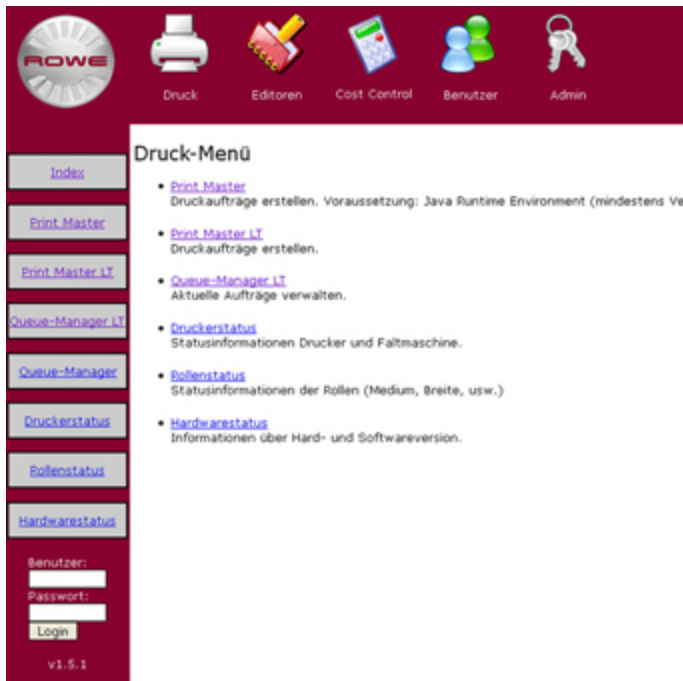 ROWE
Druck
Editoren
Cost Control
Benutzer
Admin
Index
Print Master
Print Master LT
Queue-Manager LT
Queue-Manager
Druckerstatus
Rollenstatus
Hardwarestatus
Benutzer:
Passwort:
Login
v1.5.1
Druck-Menü
• Print Master
Druckaufträge erstellen. Voraussetzung: Java Runtime Environment (mindestens Ve
• Print Master LT
Druckaufträge erstellen.
• Queue-Manager LT
Aktuelle Aufträge verwalten.
• Druckerstatus
Statusinformationen Drucker und Faltmaschine.
• Rollenstatus
Statusinformationen der Rollen (Medium, Breite, usw.)
• Hardwarestatus
Informationen über Hard- und Softwareversion.